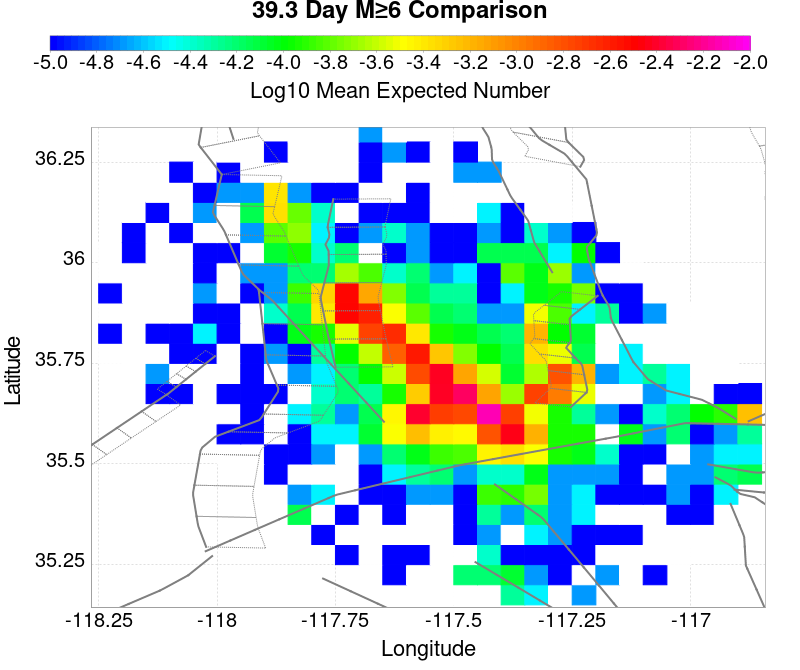 39.3 Day M≥6 Comparison
-5.0 -4.8 -4.6 -4.4 -4.2 -4.0 -3.8 -3.6 -3.4 -3.2 -3.0 -2.8 -2.6 -2.4 -2.2 -2.0
Log10 Mean Expected Number
36.25
36
35.75
35.5
35.25
Latitude
-118.25 -118 -117.75 -117.5 -117.25 -117
Longitude